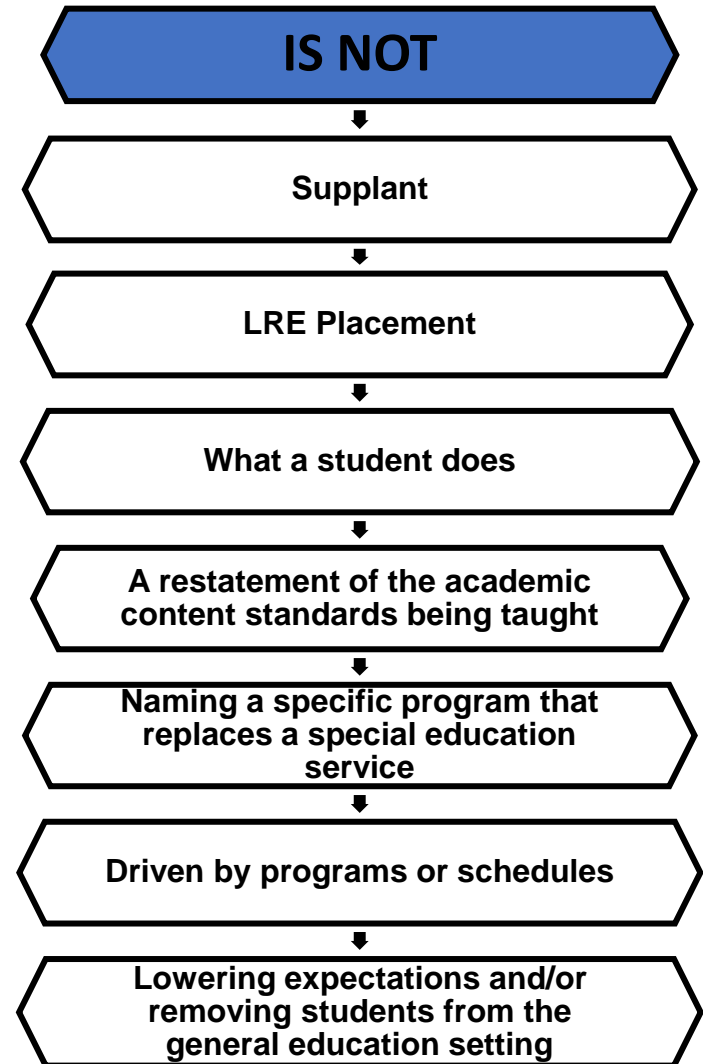 IS NOT
Supplant
LRE Placement
What a student does
A restatement of the academic
content standards being taught
Naming a specific program that
replaces a special education
service
Driven by programs or schedules
Lowering expectations and/or
removing students from the
general education setting